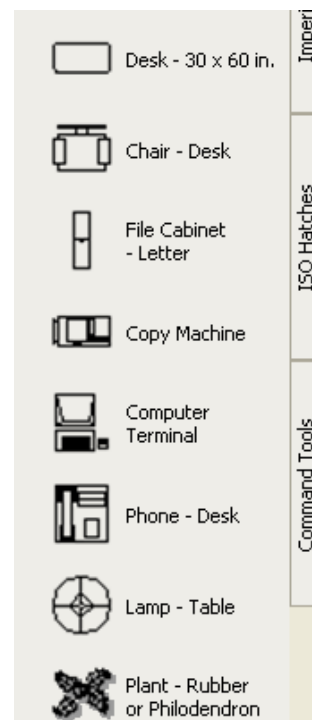 Desk - 30 x 60 in.
Chair - Desk
File Cabinet
- Letter
Copy Machine
Computer
Terminal
Phone - Desk
Lamp - Table
Plant - Rubber
or Philodendron
ISO Hatches
Command Tools